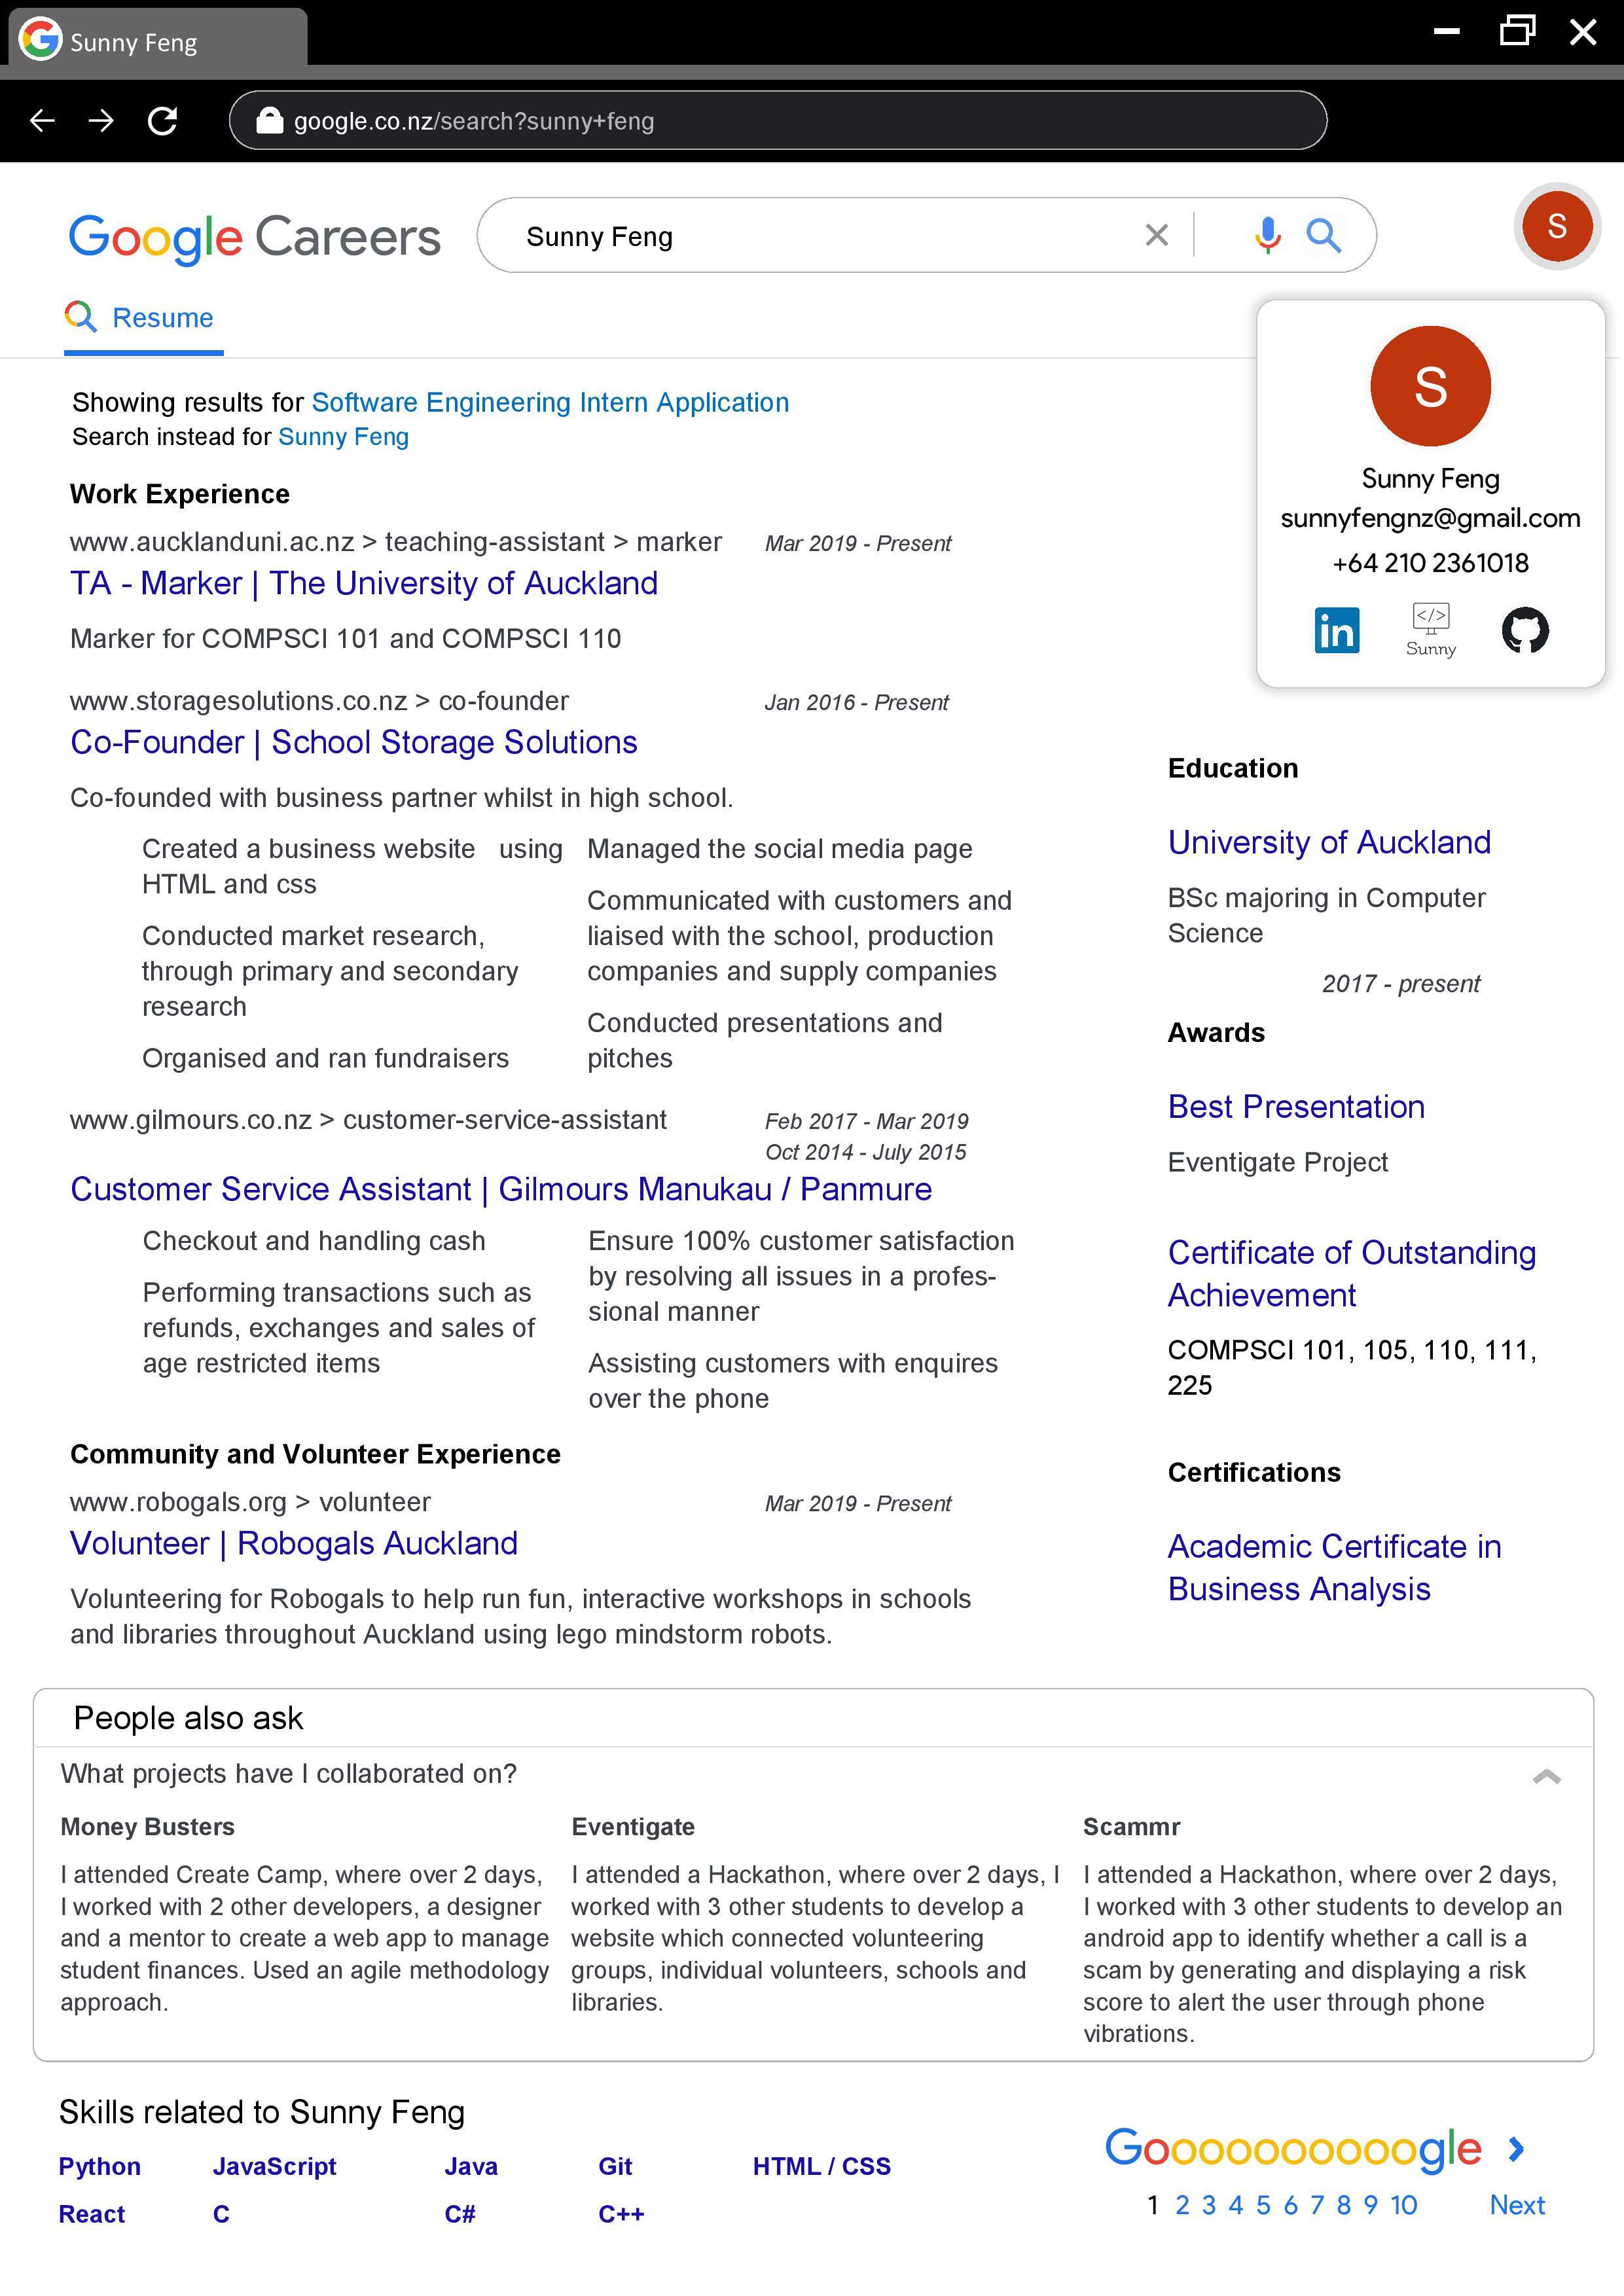 Sunny Feng
google.co.nz/search?sunny+feng
Google Careers
Sunny Feng
S
Resume
S
Sunny Feng
sunnyfengnz@gmail.com
+64 210 2361018
in
</>
Sunny
Showing results for Software Engineering Intern Application
Search instead for Sunny Feng
Work Experience
www.aucklanduni.ac.nz > teaching-assistant > marker Mar 2019 - Present
TA - Marker | The University of Auckland
Marker for COMPSCI 101 and COMPSCI 110
www.storagesolutions.co.nz > co-founder Jan 2016 - Present
Co-Founder | School Storage Solutions
Co-founded with business partner whilst in high school.
Created a business website using
HTML and css
Conducted market research,
through primary and secondary
research
Organised and ran fundraisers
Managed the social media page
Communicated with customers and
liaised with the school, production
companies and supply companies
Conducted presentations and
pitches
www.gilmours.co.nz > customer-service-assistant Feb 2017 - Mar 2019
Oct 2014 - July 2015
Customer Service Assistant | Gilmours Manukau / Panmure
Checkout and handling cash
Performing transactions such as
refunds, exchanges and sales of
age restricted items
Ensure 100% customer satisfaction
by resolving all issues in a profes-
sional manner
Assisting customers with enquires
over the phone
Community and Volunteer Experience
www.robogals.org > volunteer Mar 2019 - Present
Volunteer | Robogals Auckland
Volunteering for Robogals to help run fun, interactive workshops in schools
and libraries throughout Auckland using lego mindstorm robots.
Education
University of Auckland
BSc majoring in Computer
Science
2017 - present
Awards
Best Presentation
Eventigate Project
Certificate of Outstanding
Achievement
COMPSCI 101, 105, 110, 111,
225
Certifications
Academic Certificate in
Business Analysis
People also ask
What projects have I collaborated on?
Money Busters
I attended Create Camp, where over 2 days,
I worked with 2 other developers, a designer
and a mentor to create a web app to manage
student finances. Used an agile methodology
approach.
Eventigate
I attended a Hackathon, where over 2 days, I
worked with 3 other students to develop a
website which connected volunteering
groups, individual volunteers, schools and
libraries.
Scammr
I attended a Hackathon, where over 2 days,
I worked with 3 other students to develop an
android app to identify whether a call is a
scam by generating and displaying a risk
score to alert the user through phone
vibrations.
Skills related to Sunny Feng
Python JavaScript Java Git HTML / CSS
React C C# C++
Goooooooooogle
1 2 3 4 5 6 7 8 9 10 Next